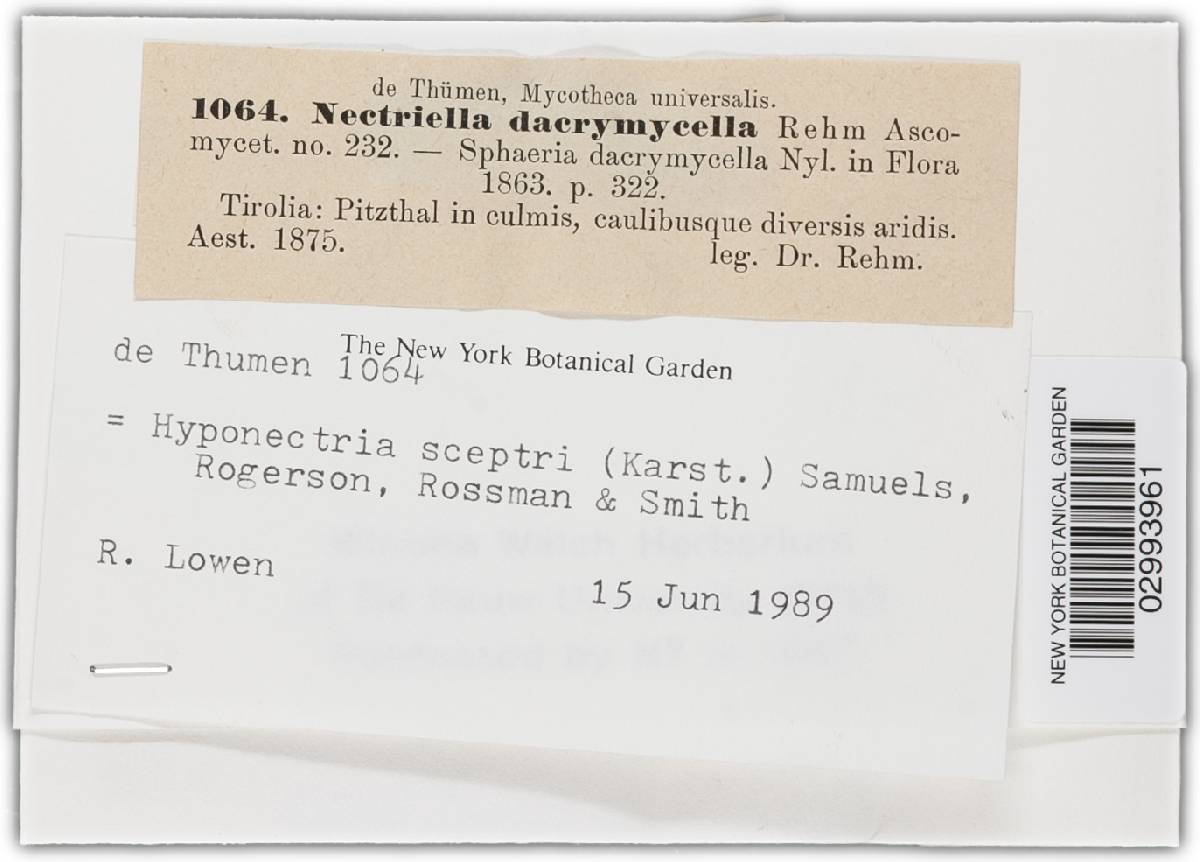 de Thümen, Mycotheca universalis.
1064. Nectriella dacrymycella Rehm Asco-
mycet. no. 232. — Sphaeria dacrymycella Nyl. in Flora
1863. p. 322.
Tirolia: Pitzthal in culmis, caulibusque diversis aridis.
Aest. 1875. leg. Dr. Rehm.
The New York Botanical Garden
de Thumen 1064
= Hyponectria sceptri (Karst.) Samuels,
Rogerson, Rossman & Smith
R. Lowen
15 Jun 1989
NEW YORK BOTANICAL GARDEN
02993961